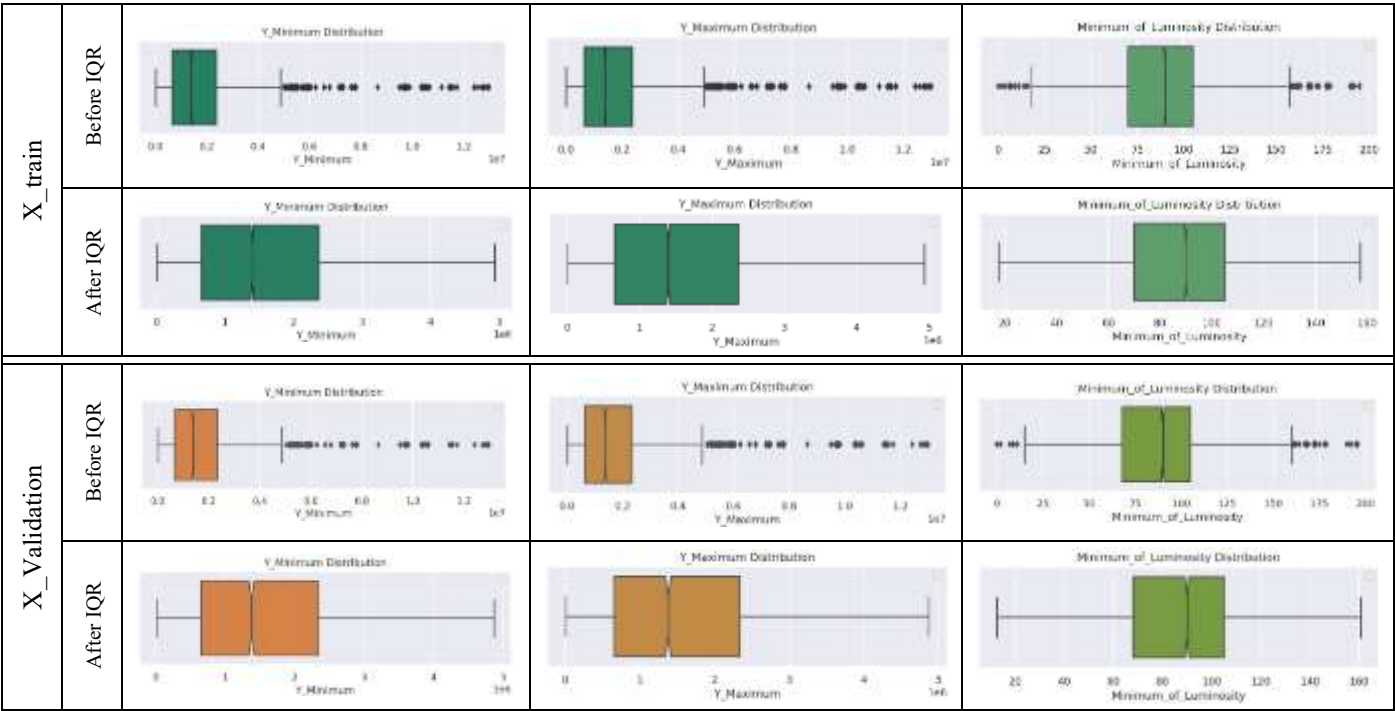 X_train
Before IQR
Y_Minimum Distribution
0.0 0.2 0.4 0.6 0.8 1.0 1.2
Y_Minimum
1e7
Y_Maximum Distribution
0.0 0.2 0.4 0.6 0.8 1.0 1.2
Y_Maximum
1e7
Minimum_of_Luminosity Distribution
0 25 50 75 100 125 150 175 200
Minimum_of_Luminosity
After IQR
Y_Minimum Distribution
0 1 2 3 4 5
Y_Minimum
1e6
Y_Maximum Distribution
0 1 2 3 4 5
Y_Maximum
1e6
Minimum_of_Luminosity Distribution
20 40 60 80 100 120 140 160
Minimum_of_Luminosity
X_Validation
Before IQR
Y_Minimum Distribution
0.0 0.2 0.4 0.6 0.8 1.0 1.2
Y_Minimum
1e7
Y_Maximum Distribution
0.0 0.2 0.4 0.6 0.8 1.0 1.2
Y_Maximum
1e7
Minimum_of_Luminosity Distribution
0 25 50 75 100 125 150 175 200
Minimum_of_Luminosity
After IQR
Y_Minimum Distribution
0 1 2 3 4 5
Y_Minimum
1e6
Y_Maximum Distribution
0 1 2 3 4 5
Y_Maximum
1e6
Minimum_of_Luminosity Distribution
20 40 60 80 100 120 140 160
Minimum_of_Luminosity